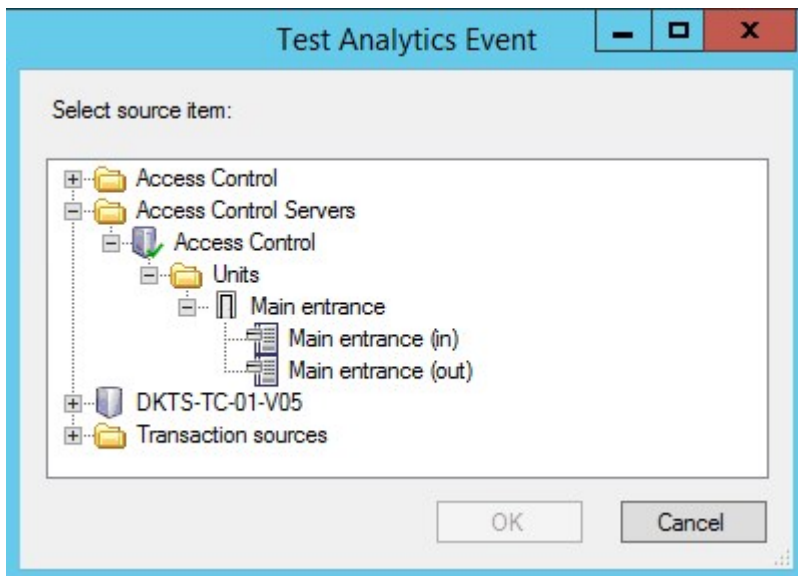 Test Analytics Event
Select source item:
Access Control
Access Control Servers
Access Control
Units
Main entrance
Main entrance (in)
Main entrance (out)
DKTS-TC-01-V05
Transaction sources
OK
Cancel